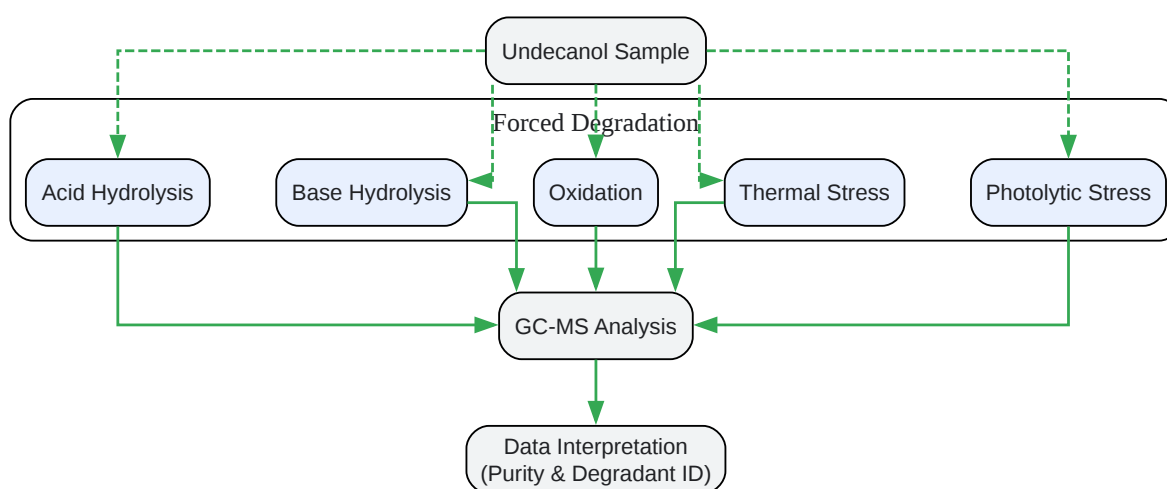 Undecanol Sample
Forced Degradation
Acid Hydrolysis
Base Hydrolysis
Oxidation
Thermal Stress
Photolytic Stress
GC-MS Analysis
Data Interpretation
(Purity & Degradant ID)